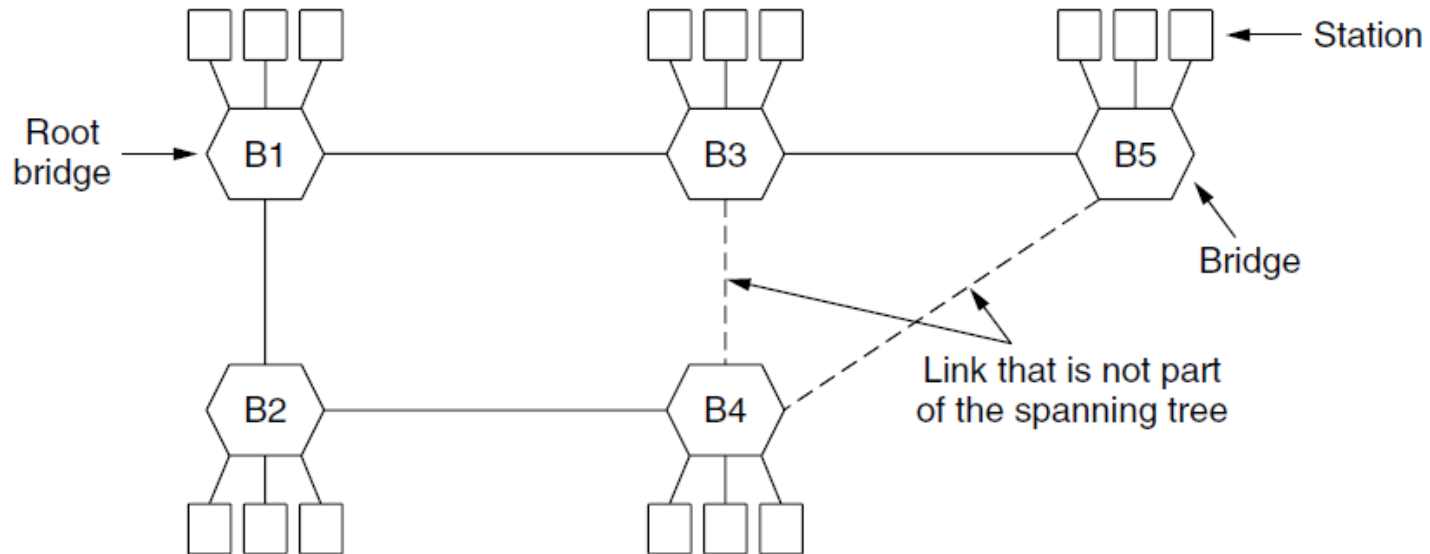 Station
Root
bridge
B1
B3
B5
Bridge
Link that is not part
of the spanning tree
B2
B4